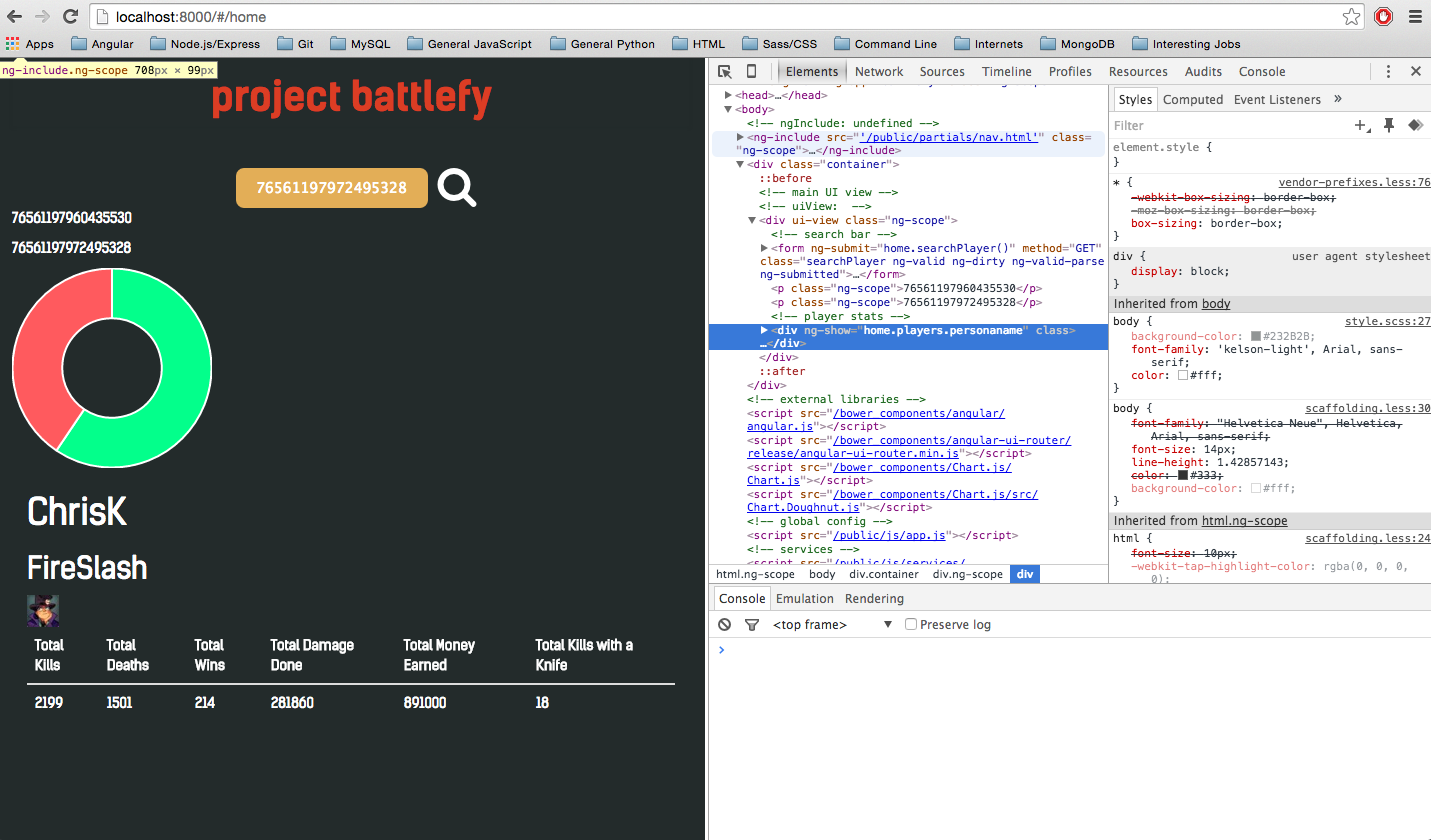 localhost:8000/#/home
Apps Angular Node.js/Express Git MySQL General JavaScript General Python HTML Sass/CSS Command Line Internets MongoDB Interesting Jobs
ng-include.ng-scope 708px × 99px
project battlefy
76561197972495328
76561197960435530
76561197972495328
ChrisK
FireSlash
Total Kills
Total Deaths
Total Wins
Total Damage Done
Total Money Earned
Total Kills with a Knife
2199 1501 214 281860 891000 18
Elements Network Sources Timeline Profiles Resources Audits Console
<head>…</head>
<body>
<!-- ngInclude: undefined -->
<ng-include src="'/public/partials/nav.html'" class=
"ng-scope">…</ng-include>
<div class="container">
::before
<!-- main UI view -->
<!-- uiView:  -->
<div ui-view class="ng-scope">
<!-- search bar -->
<form ng-submit="home.searchPlayer()" method="GET"
class="searchPlayer ng-valid ng-dirty ng-valid-parse
ng-submitted">…</form>
<p class="ng-scope">76561197960435530</p>
<p class="ng-scope">76561197972495328</p>
<!-- player stats -->
<div ng-show="home.players.personaname" class>
…</div>
</div>
::after
</div>
<!-- external libraries -->
<script src="/bower_components/angular/
angular.js"></script>
<script src="/bower_components/angular-ui-router/
release/angular-ui-router.min.js"></script>
<script src="/bower_components/Chart.js/
Chart.js"></script>
<script src="/bower_components/Chart.js/src/
Chart.Doughnut.js"></script>
<!-- global config -->
<script src="/public/js/app.js"></script>
<!-- services -->
<script src="/public/js/services/
html.ng-scope body div.container div.ng-scope div
Styles Computed Event Listeners »
Filter
element.style {
}
* { vendor-prefixes.less:76
-webkit-box-sizing: border-box;
-moz-box-sizing: border-box;
box-sizing: border-box;
}
div { user agent stylesheet
display: block;
}
Inherited from body
body { style.scss:27
background-color: #232B2B;
font-family: 'kelson-light', Arial, sans-
serif;
color: #fff;
}
body { scaffolding.less:30
font-family: "Helvetica Neue", Helvetica,
Arial, sans-serif;
font-size: 14px;
line-height: 1.42857143;
color: #333;
background-color: #fff;
}
Inherited from html.ng-scope
html { scaffolding.less:24
font-size: 10px;
-webkit-tap-highlight-color: rgba(0, 0, 0,
0);
Console Emulation Rendering
<top frame> ▼ Preserve log
>